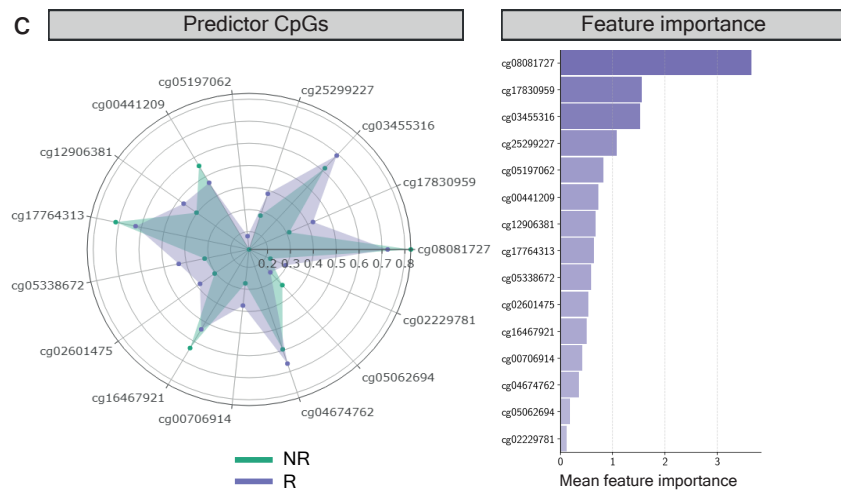 C
Predictor CpGs
Feature importance
cg05197062
cg25299227
cg00441209
cg03455316
cg12906381
cg17830959
cg17764313
cg08081727
0.2 0.3 0.4 0.5 0.6 0.7 0.8
cg05338672
cg02229781
cg02601475
cg05062694
cg16467921
cg04674762
cg00706914
NR
R
cg08081727
cg17830959
cg03455316
cg25299227
cg05197062
cg00441209
cg12906381
cg17764313
cg05338672
cg02601475
cg16467921
cg00706914
cg04674762
cg05062694
cg02229781
0 1 2 3
Mean feature importance